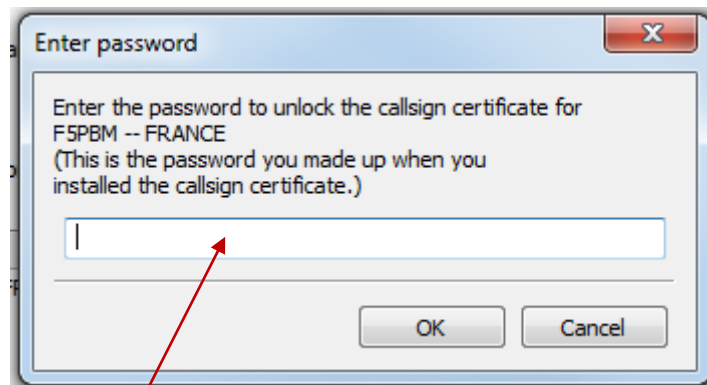 Enter password
Enter the password to unlock the callsign certificate for
F5PBM -- FRANCE
(This is the password you made up when you
installed the callsign certificate.)
OK Cancel